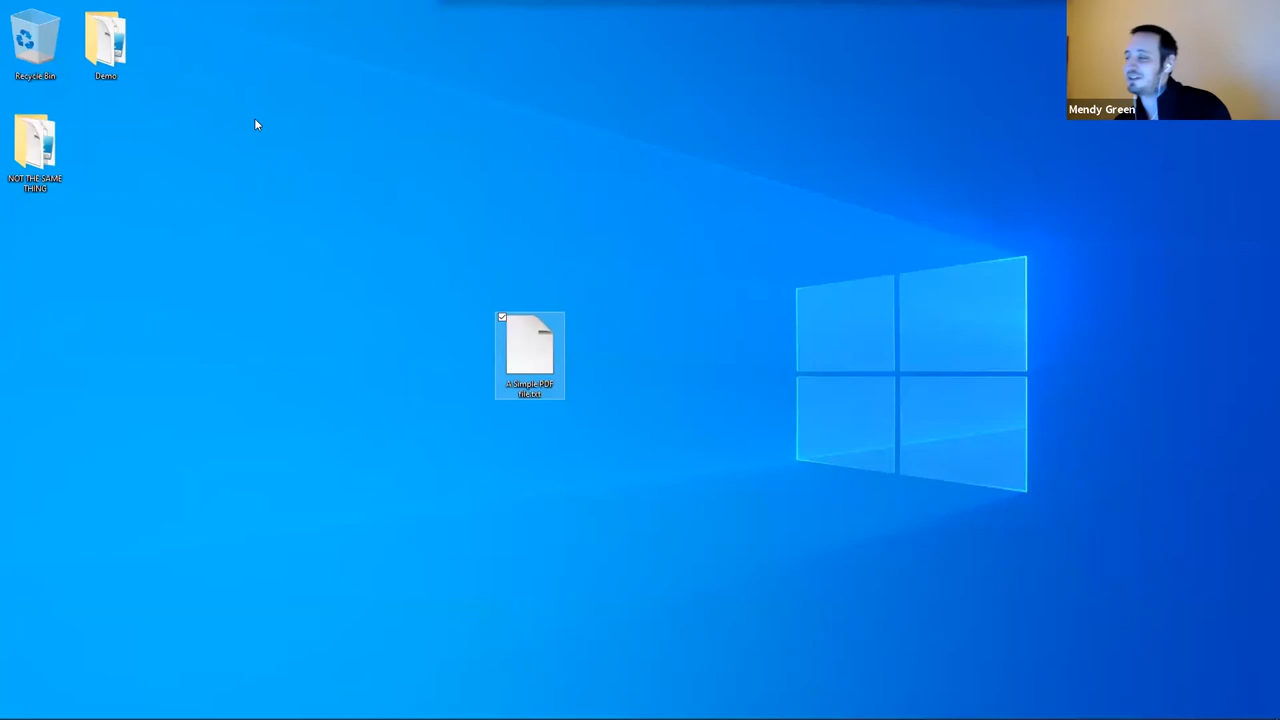 Recycle Bin
Demo
Mendy Green
NOT THE SAME
THING
A Simple PDF
file.txt